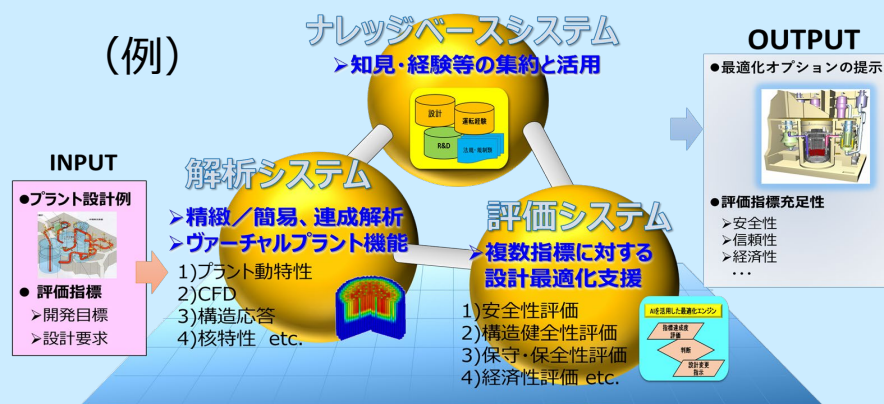 （例）
ナレッジベースシステム
➢知見・経験等の集約と活用
設計
運転経験
R&D
法規・規制類
INPUT
●プラント設計例
● 評価指標
➢開発目標
➢設計要求
解析システム
➢精緻／簡易、連成解析
➢ヴァーチャルプラント機能
1)プラント動特性
2)CFD
3)構造応答
4)核特性 etc.
評価システム
➢複数指標に対する
設計最適化支援
1)安全性評価
2)構造健全性評価
3)保守・保全性評価
4)経済性評価 etc.
AIを活用した最適化エンジン
指標達成度
評価
判断
設計変更
指示
OUTPUT
●最適化オプションの提示
●評価指標充足性
➢安全性
➢信頼性
➢経済性
・・・